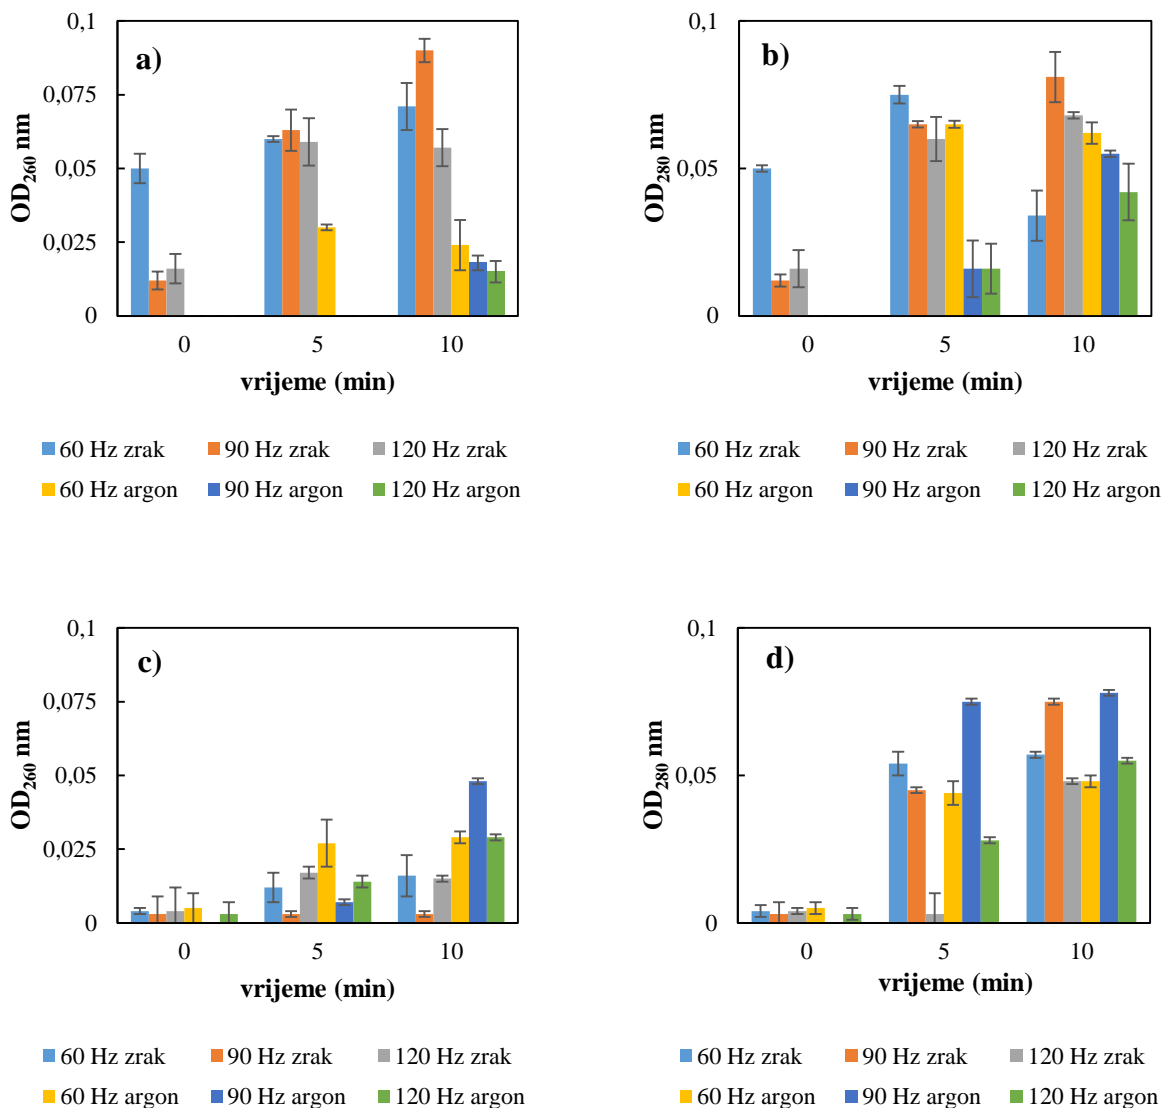 a)
0,1
0,075
0,05
0,025
0
OD260 nm
0 5 10
vrijeme (min)
60 Hz zrak 90 Hz zrak 120 Hz zrak
60 Hz argon 90 Hz argon 120 Hz argon
b)
0,1
0,05
0
OD280 nm
0 5 10
vrijeme (min)
60 Hz zrak 90 Hz zrak 120 Hz zrak
60 Hz argon 90 Hz argon 120 Hz argon
c)
0,1
0,075
0,05
0,025
0
OD260 nm
0 5 10
vrijeme (min)
60 Hz zrak 90 Hz zrak 120 Hz zrak
60 Hz argon 90 Hz argon 120 Hz argon
d)
0,1
0,05
0
OD280 nm
0 5 10
vrijeme (min)
60 Hz zrak 90 Hz zrak 120 Hz zrak
60 Hz argon 90 Hz argon 120 Hz argon